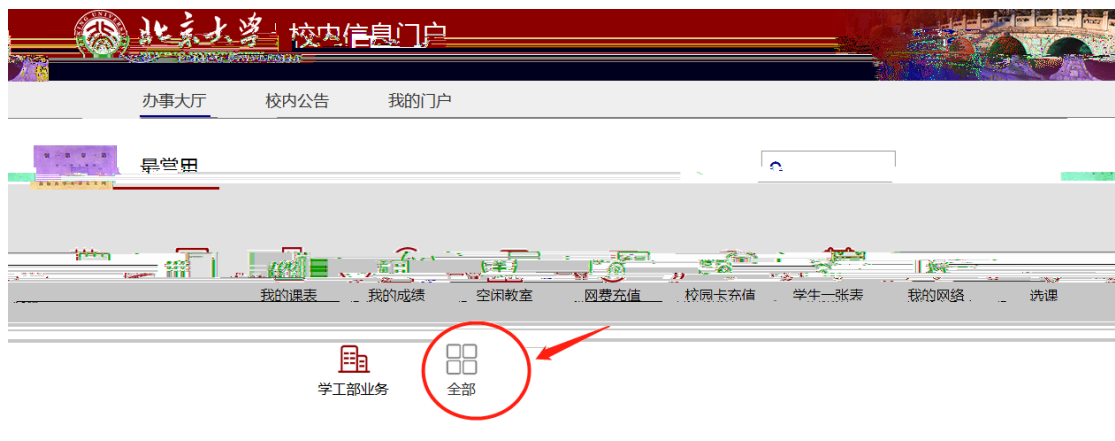 北京大学 校内信息门户
办事大厅 校内公告 我的门户
最常用
我的课表 我的成绩 空闲教室 网费充值 校园卡充值 学生一张表 我的网络 选课
学工部业务 全部